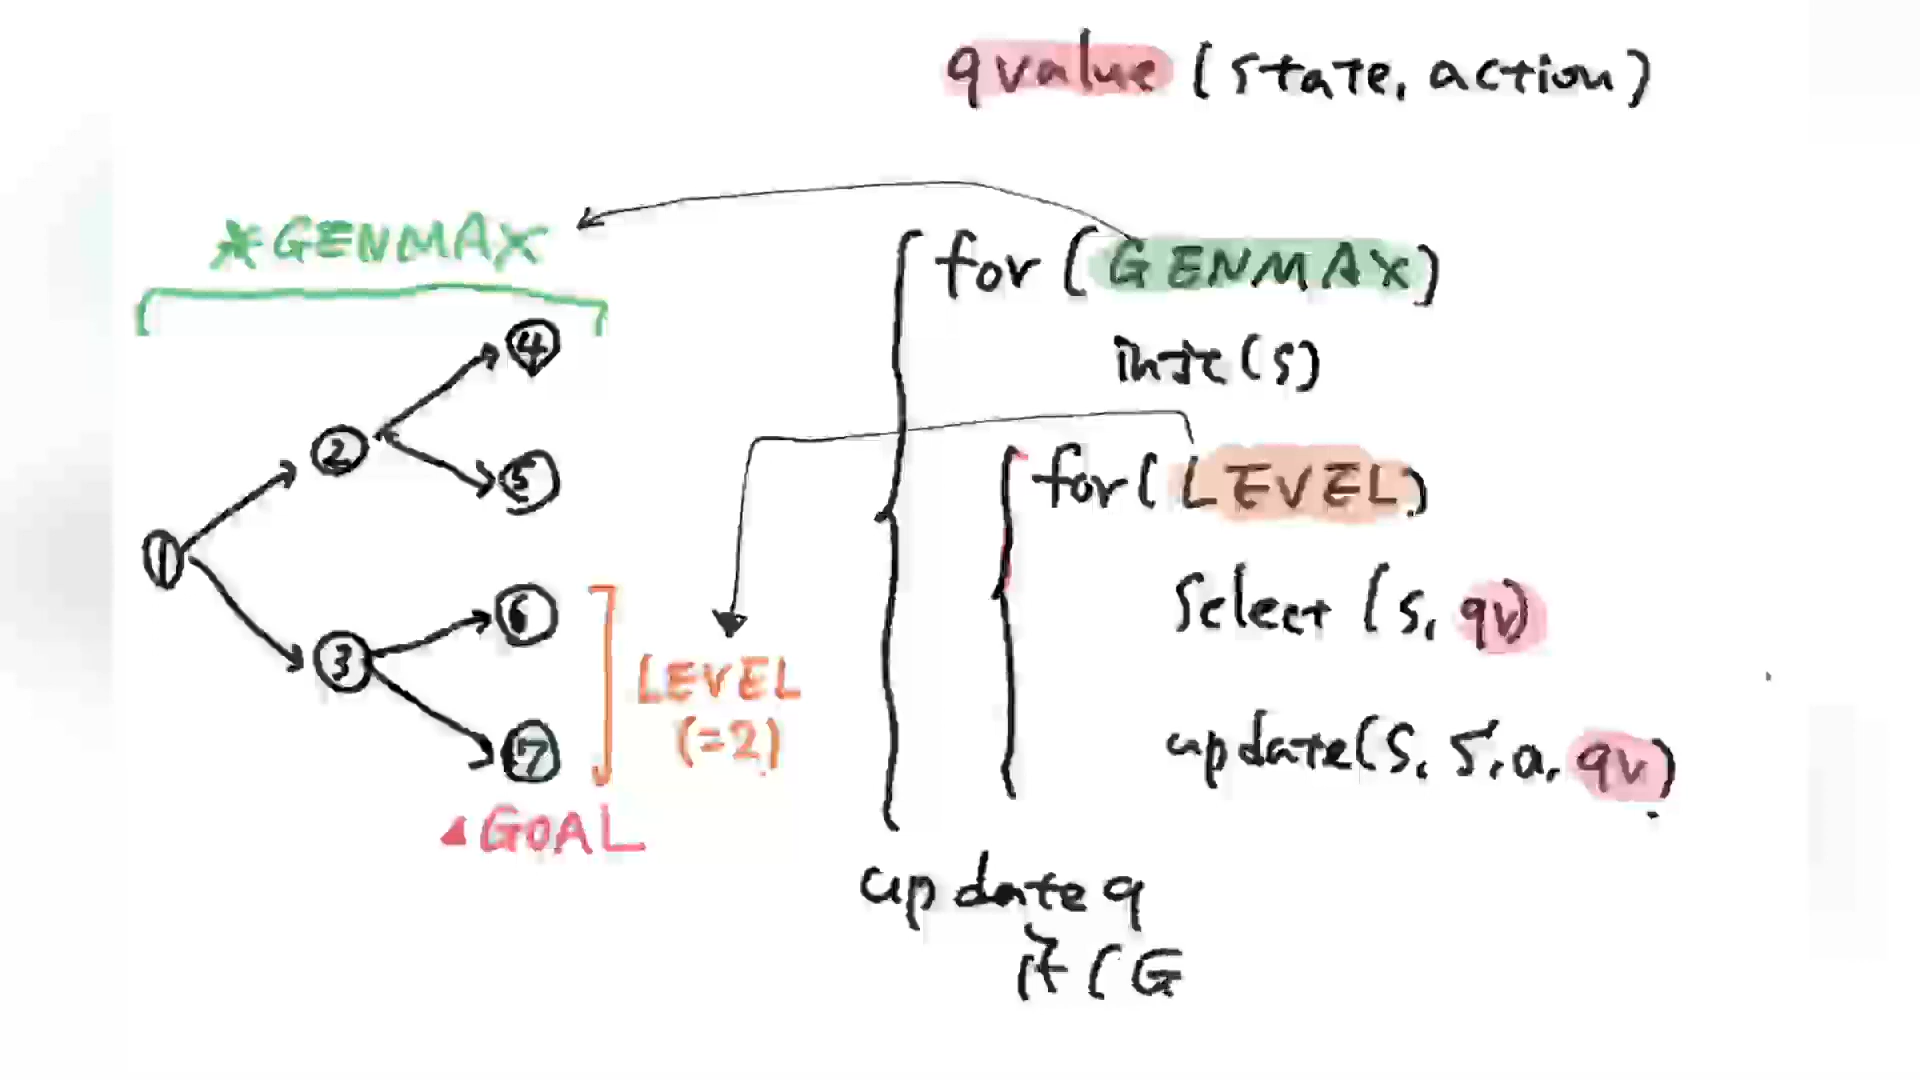 qvalue (state, action)
*GENMAX
for (GENMAX)
init(s)
for (LEVEL)
select (s, qv)
update(s, s', a, qv)
update q
if (G
1
2
3
4
5
6
7
LEVEL
(=2)
GOAL